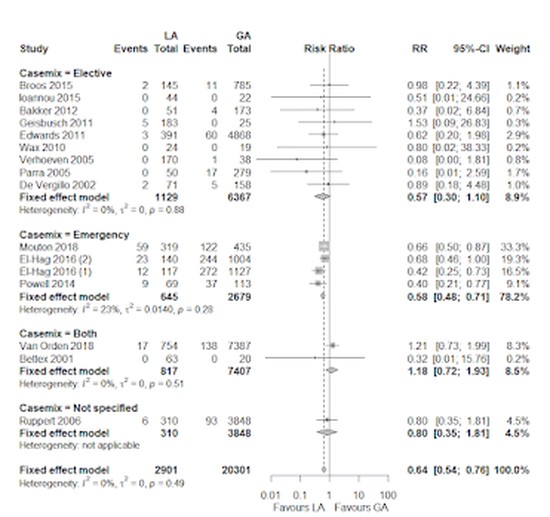 LA GA
Study Events Total Events Total Risk Ratio RR 95%-CI Weight
Casemix = Elective
Broos 2015 2 145 11 785 0.98 [0.22; 4.39] 1.1%
Ioannou 2015 0 44 0 22 0.51 [0.01; 24.66] 0.2%
Bakker 2012 0 51 4 173 0.37 [0.02; 6.84] 0.2%
Geisbusch 2011 5 183 0 25 1.53 [0.09; 26.83] 0.3%
Edwards 2011 3 391 60 4868 0.62 [0.20; 1.98] 2.9%
Wax 2010 0 24 0 19 0.80 [0.02; 38.33] 0.2%
Verhoeven 2005 0 170 1 38 0.08 [0.00; 1.81] 0.2%
Parra 2005 0 50 17 279 0.16 [0.01; 2.59] 1.7%
De Vergillo 2002 2 71 5 158 0.89 [0.18; 4.48] 1.0%
Fixed effect model 1129 6367 0.57 [0.30; 1.10] 8.9%
Heterogeneity: I² = 0%, τ² = 0, p = 0.88
Casemix = Emergency
Mouton 2018 59 319 122 435 0.66 [0.50; 0.87] 33.3%
El-Hag 2016 (2) 23 140 244 1004 0.68 [0.46; 1.00] 19.3%
El-Hag 2016 (1) 12 117 272 1127 0.42 [0.25; 0.73] 16.9%
Powell 2014 9 69 37 113 0.40 [0.21; 0.77] 9.1%
Fixed effect model 645 2679 0.58 [0.48; 0.71] 78.2%
Heterogeneity: I² = 23%, τ² = 0.0140, p = 0.28
Casemix = Both
Van Orden 2018 17 754 138 7387 1.21 [0.73; 1.99] 8.3%
Bettex 2001 0 63 0 20 0.32 [0.01; 15.76] 0.2%
Fixed effect model 817 7407 1.18 [0.72; 1.93] 8.5%
Heterogeneity: I² = 0%, τ² = 0, p = 0.51
Casemix = Not specified
Ruppert 2006 6 310 93 3848 0.80 [0.35; 1.81] 4.5%
Fixed effect model 310 3848 0.80 [0.35; 1.81] 4.5%
Heterogeneity: not applicable
Fixed effect model 2901 20301 0.64 [0.54; 0.76] 100.0%
Heterogeneity: I² = 0%, τ² = 0, p = 0.49
0.01 0.1 0 1 10 100
Favours LA Favours GA